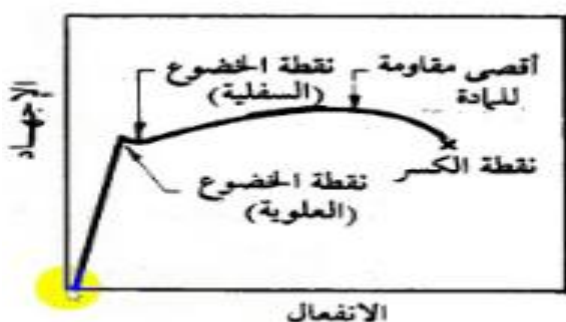 نقطة الخضوع
(السفلية)
أقصى مقاومة
للمادة
الإجهاد
نقطة الكسر
نقطة الخضوع
(العلوية)
الانفعال